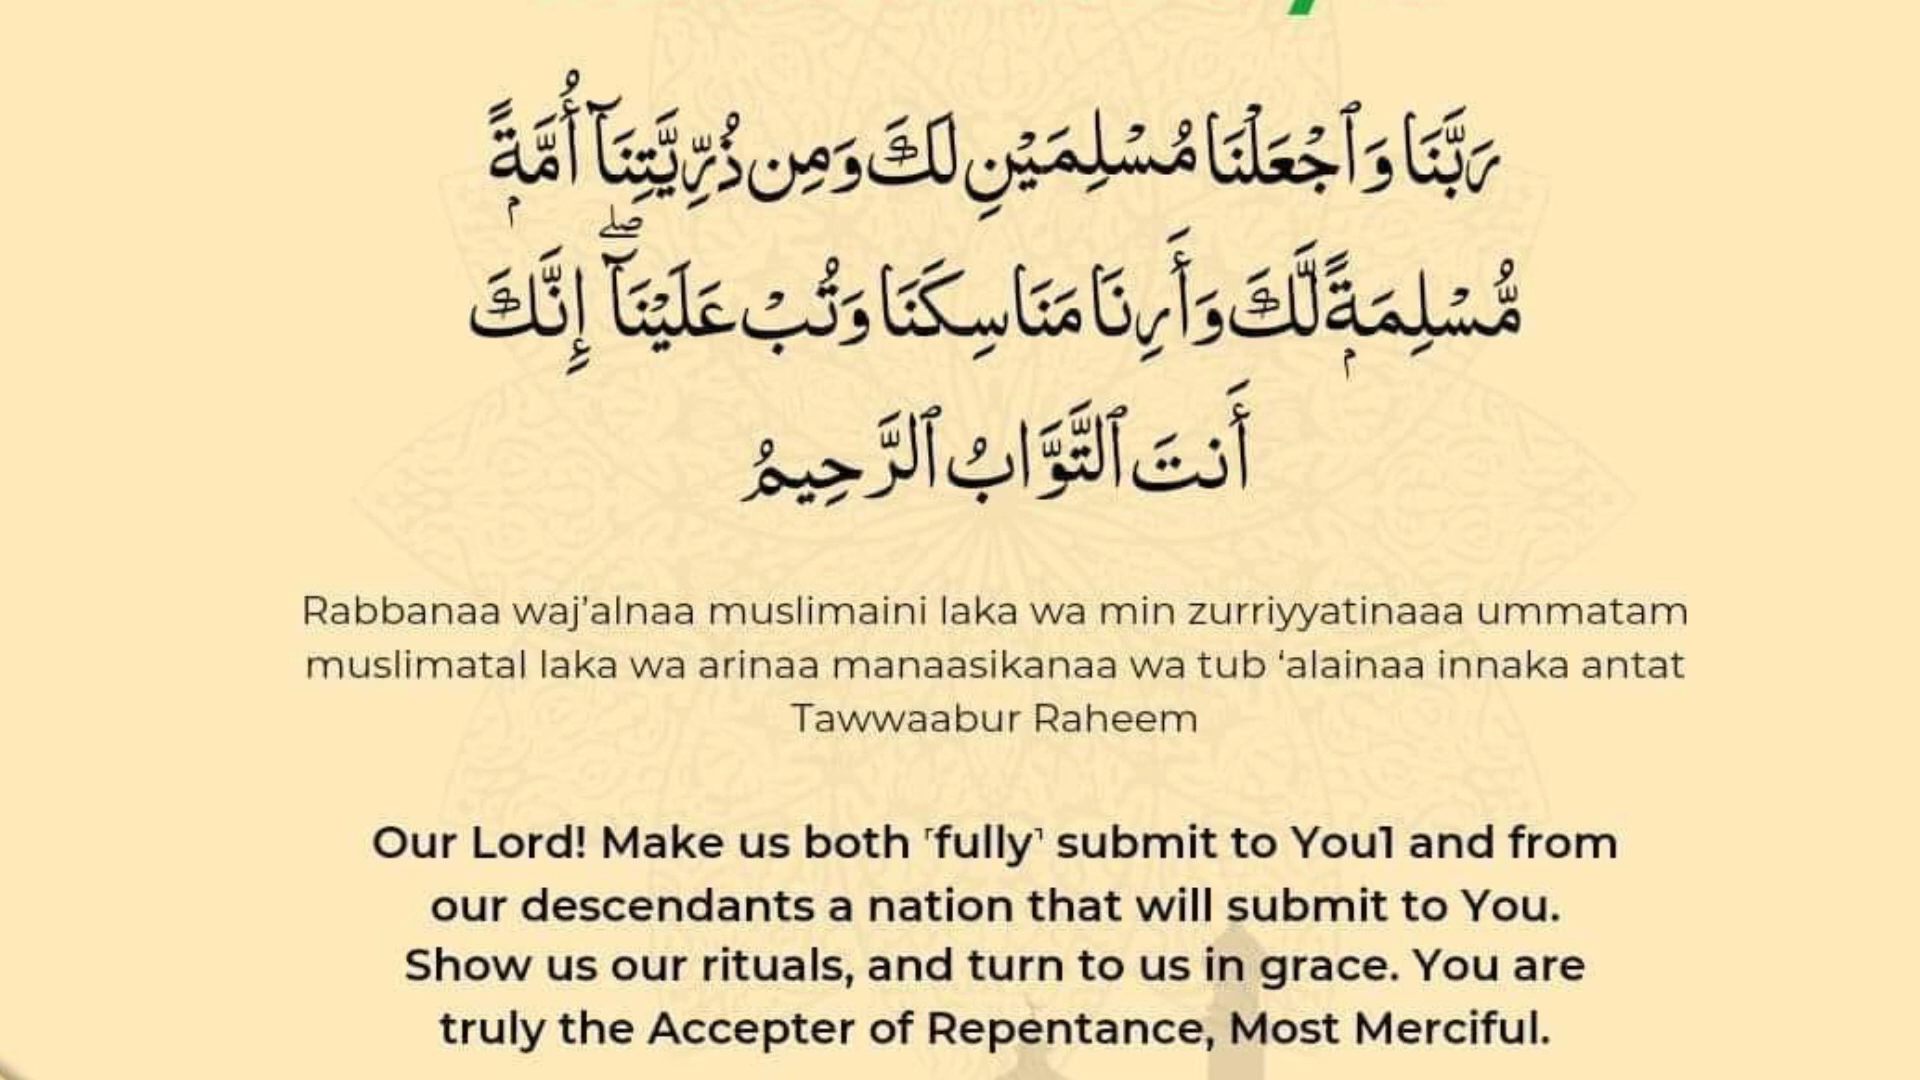 رَبَّنَا وَٱجْعَلْنَا مُسْلِمَيْنِ لَكَ وَمِن ذُرِّيَّتِنَآ أُمَّةًۭ
مُّسْلِمَةًۭ لَّكَ وَأَرِنَا مَنَاسِكَنَا وَتُبْ عَلَيْنَآ ۖ إِنَّكَ
أَنتَ ٱلتَّوَّابُ ٱلرَّحِيمُ
Rabbanaa waj’alnaa muslimaini laka wa min zurriyyatinaaa ummatam
muslimatal laka wa arinaa manaasikanaa wa tub ‘alainaa innaka antat
Tawwaabur Raheem
Our Lord! Make us both ˹fully˺ submit to You1 and from
our descendants a nation that will submit to You.
Show us our rituals, and turn to us in grace. You are
truly the Accepter of Repentance, Most Merciful.